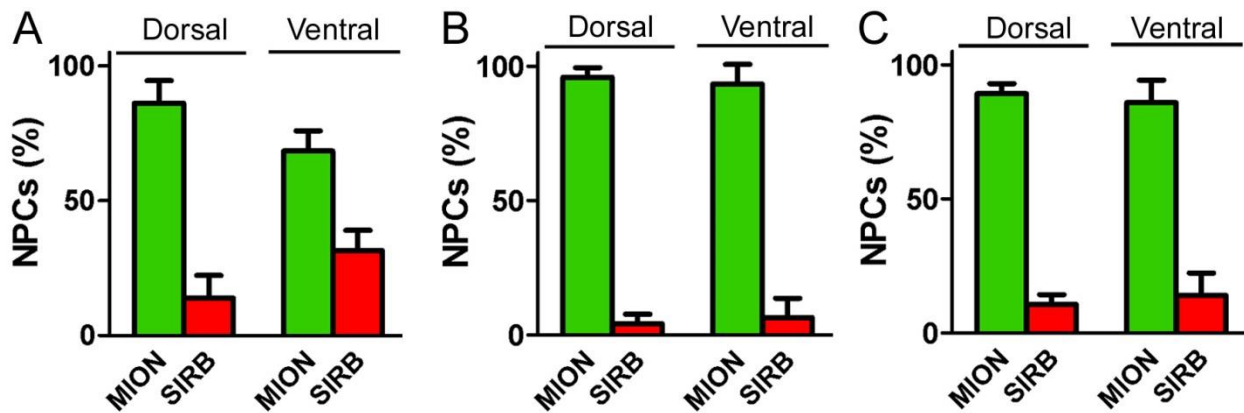 A
Dorsal
Ventral
NPCs (%)
100
50
0
MION
SIRB
MION
SIRB
B
Dorsal
Ventral
NPCs (%)
100
50
0
MION
SIRB
MION
SIRB
C
Dorsal
Ventral
NPCs (%)
100
50
0
MION
SIRB
MION
SIRB